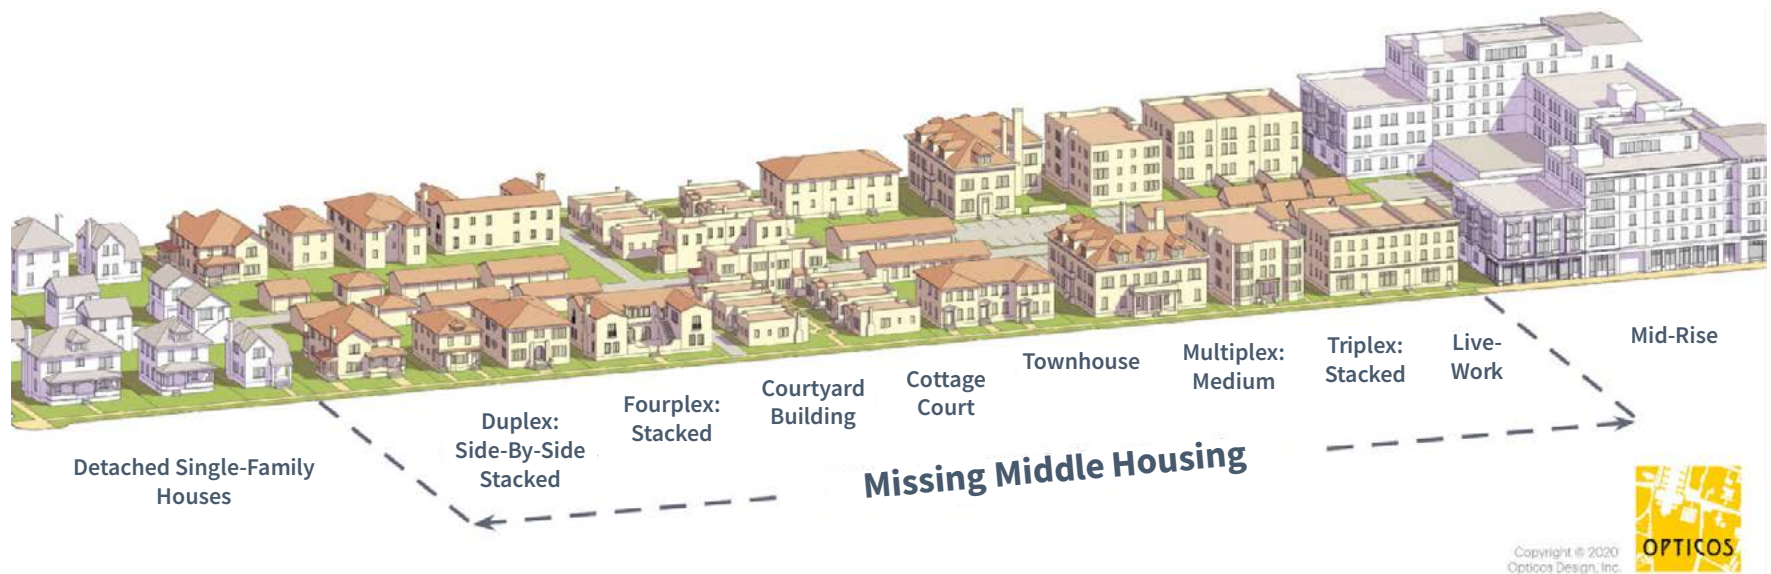 Detached Single-Family
Houses
Duplex:
Side-By-Side
Stacked
Fourplex:
Stacked
Courtyard
Building
Cottage
Court
Townhouse
Multiplex:
Medium
Triplex:
Stacked
Live-
Work
Mid-Rise
Missing Middle Housing
Copyright © 2020
Opticos Design, Inc.
OPTICOS